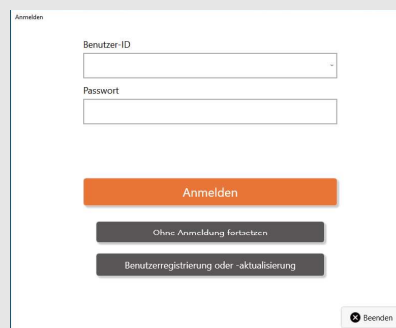 Anmelden
Benutzer-ID
Passwort
Anmelden
Ohne Anmeldung fortsetzen
Benutzerregistrierung oder -aktualisierung
Beenden